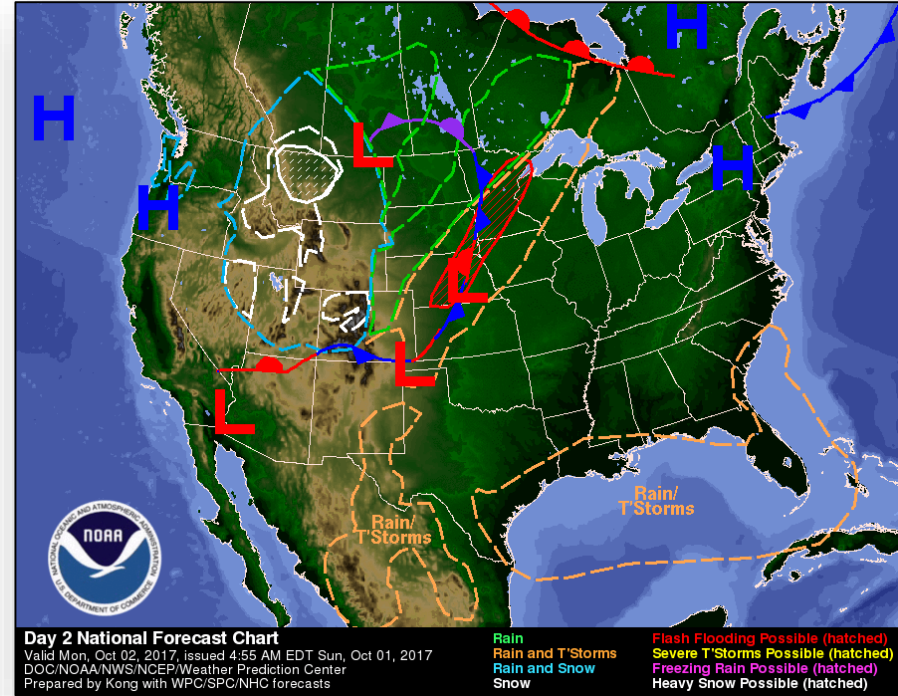 H
H
H
H
L
L
L
L
Rain/
T'Storms
Rain/
T'Storms
NATIONAL OCEANIC AND ATMOSPHERIC ADMINISTRATION
NOAA
U.S. DEPARTMENT OF COMMERCE
Day 2 National Forecast Chart
Valid Mon, Oct 02, 2017, issued 4:55 AM EDT Sun, Oct 01, 2017
DOC/NOAA/NWS/NCEP/Weather Prediction Center
Prepared by Kong with WPC/SPC/NHC forecasts
Rain
Rain and T'Storms
Rain and Snow
Snow
Flash Flooding Possible (hatched)
Severe T'Storms Possible (hatched)
Freezing Rain Possible (hatched)
Heavy Snow Possible (hatched)